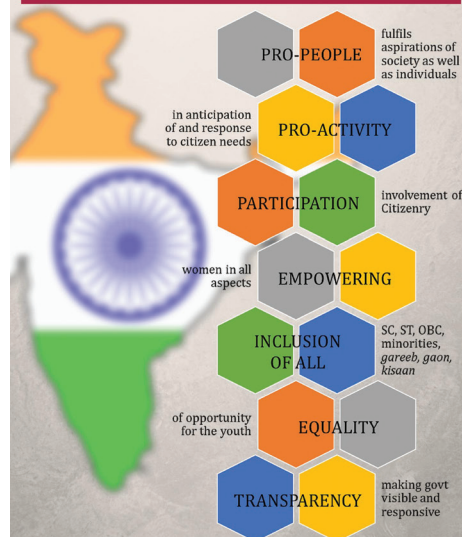 PRO-PEOPLE
fulfils
aspirations of
society as well
as individuals
in anticipation
of and response
to citizen needs
PRO-ACTIVITY
PARTICIPATION
involvement of
Citizenry
women in all
aspects
EMPOWERING
INCLUSION
OF ALL
SC, ST, OBC,
minorities,
gareeb, gaon,
kisaan
of opportunity
for the youth
EQUALITY
TRANSPARENCY
making govt
visible and
responsive